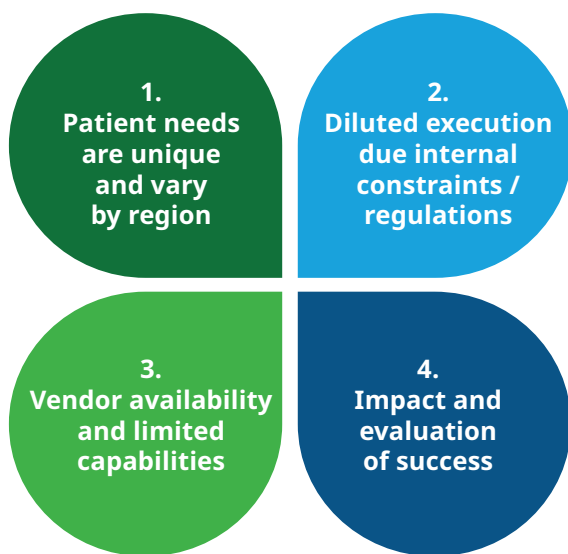 1.
Patient needs
are unique
and vary
by region
2.
Diluted execution
due internal
constraints /
regulations
3.
Vendor availability
and limited
capabilities
4.
Impact and
evaluation
of success